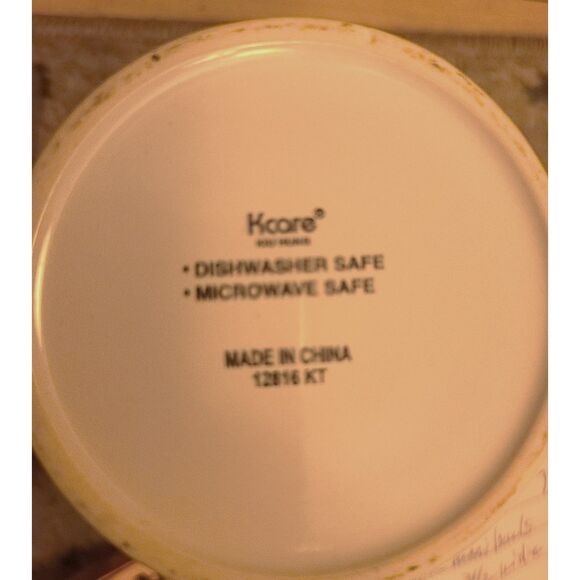 Kcare®
• DISHWASHER SAFE
• MICROWAVE SAFE
MADE IN CHINA
12816 KT